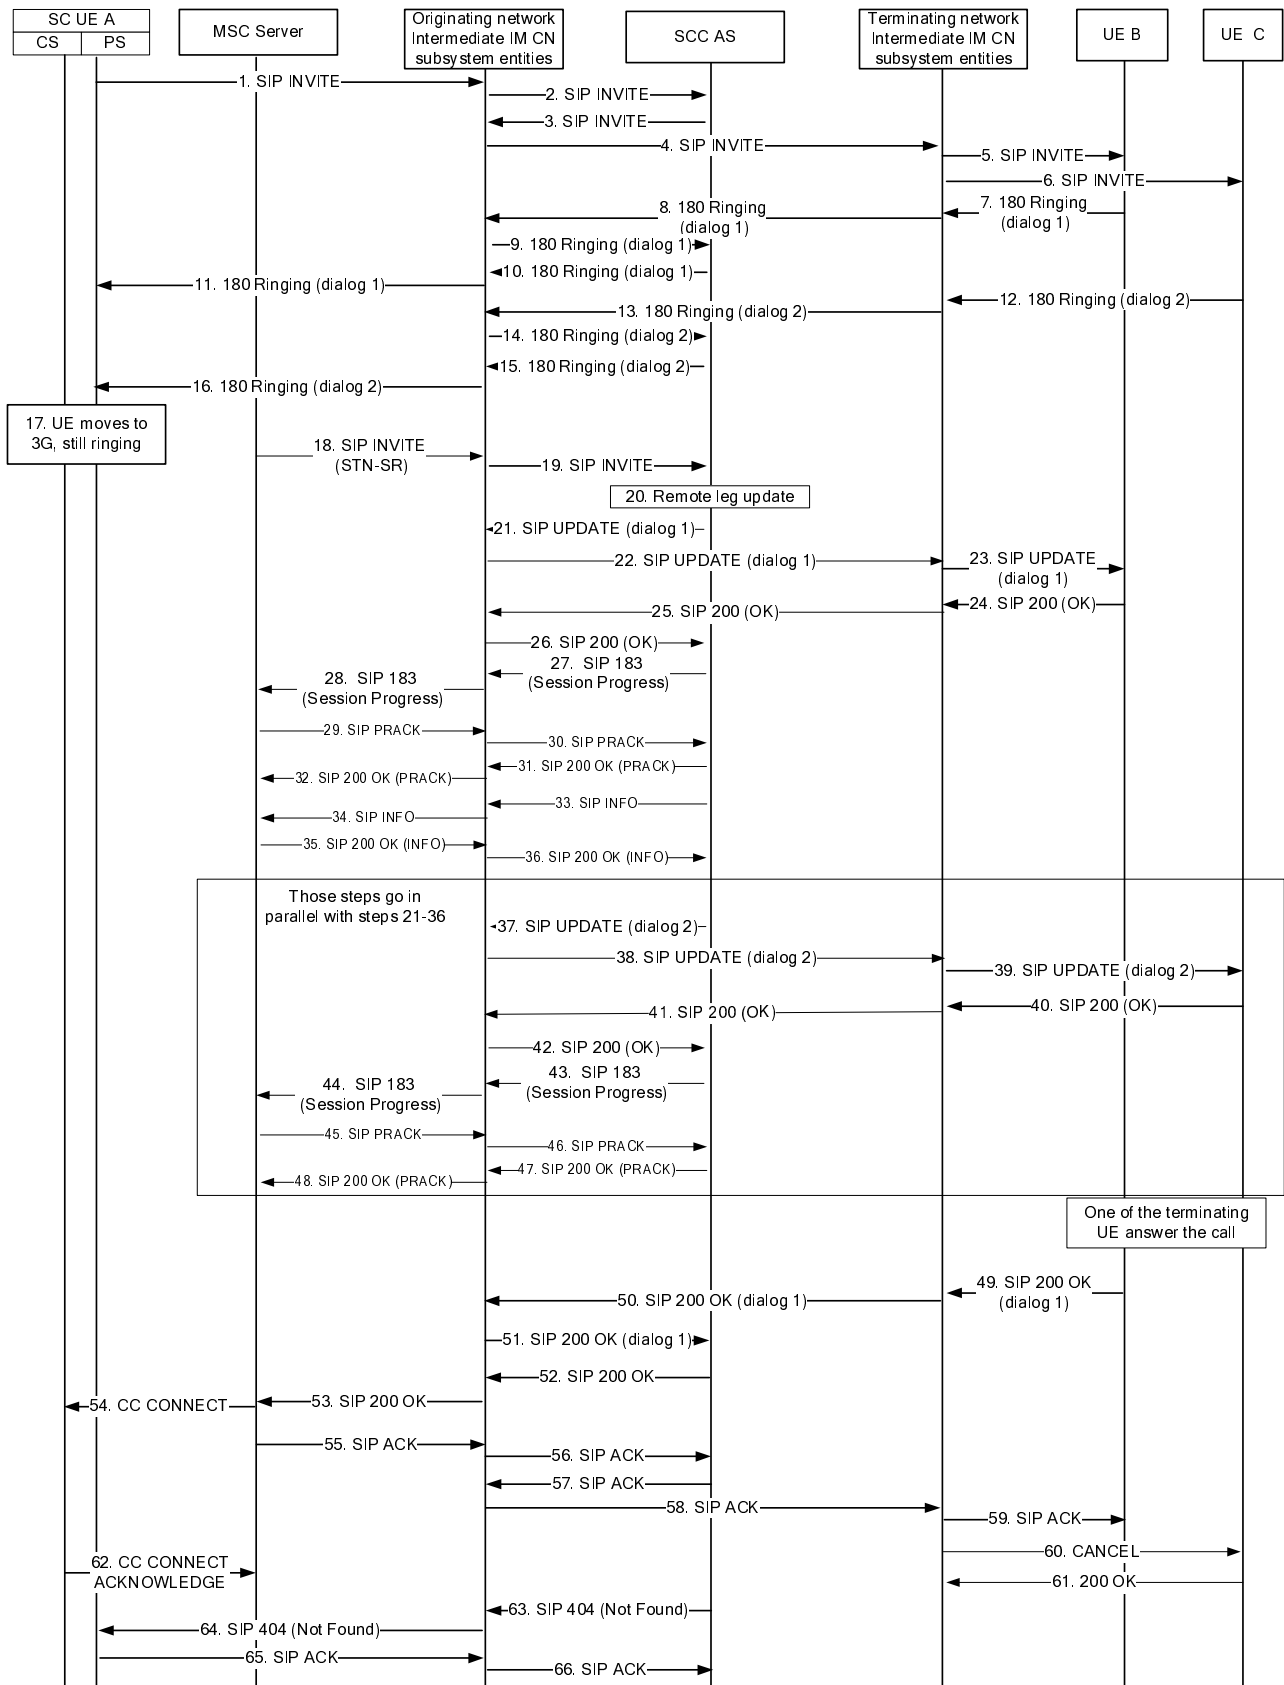 SC UE A
CS
PS
MSC Server
Originating network
Intermediate IM CN
subsystem entities
SCC AS
Terminating network
Intermediate IM CN
subsystem entities
UE B
UE C
1. SIP INVITE
2. SIP INVITE
3. SIP INVITE
4. SIP INVITE
5. SIP INVITE
6. SIP INVITE
7. 180 Ringing
(dialog 1)
8. 180 Ringing
(dialog 1)
9. 180 Ringing (dialog 1)
10. 180 Ringing (dialog 1)
11. 180 Ringing (dialog 1)
12. 180 Ringing (dialog 2)
13. 180 Ringing (dialog 2)
14. 180 Ringing (dialog 2)
15. 180 Ringing (dialog 2)
16. 180 Ringing (dialog 2)
17. UE moves to
3G, still ringing
18. SIP INVITE
(STN-SR)
19. SIP INVITE
20. Remote leg update
21. SIP UPDATE (dialog 1)
22. SIP UPDATE (dialog 1)
23. SIP UPDATE
(dialog 1)
24. SIP 200 (OK)
25. SIP 200 (OK)
26. SIP 200 (OK)
27. SIP 183
(Session Progress)
28. SIP 183
(Session Progress)
29. SIP PRACK
30. SIP PRACK
31. SIP 200 OK (PRACK)
32. SIP 200 OK (PRACK)
33. SIP INFO
34. SIP INFO
35. SIP 200 OK (INFO)
36. SIP 200 OK (INFO)
Those steps go in
parallel with steps 21-36
37. SIP UPDATE (dialog 2)
38. SIP UPDATE (dialog 2)
39. SIP UPDATE (dialog 2)
40. SIP 200 (OK)
41. SIP 200 (OK)
42. SIP 200 (OK)
43. SIP 183
(Session Progress)
44. SIP 183
(Session Progress)
45. SIP PRACK
46. SIP PRACK
47. SIP 200 OK (PRACK)
48. SIP 200 OK (PRACK)
One of the terminating
UE answer the call
49. SIP 200 OK
(dialog 1)
50. SIP 200 OK (dialog 1)
51. SIP 200 OK (dialog 1)
52. SIP 200 OK
53. SIP 200 OK
54. CC CONNECT
55. SIP ACK
56. SIP ACK
57. SIP ACK
58. SIP ACK
59. SIP ACK
60. CANCEL
61. 200 OK
62. CC CONNECT
ACKNOWLEDGE
63. SIP 404 (Not Found)
64. SIP 404 (Not Found)
65. SIP ACK
66. SIP ACK